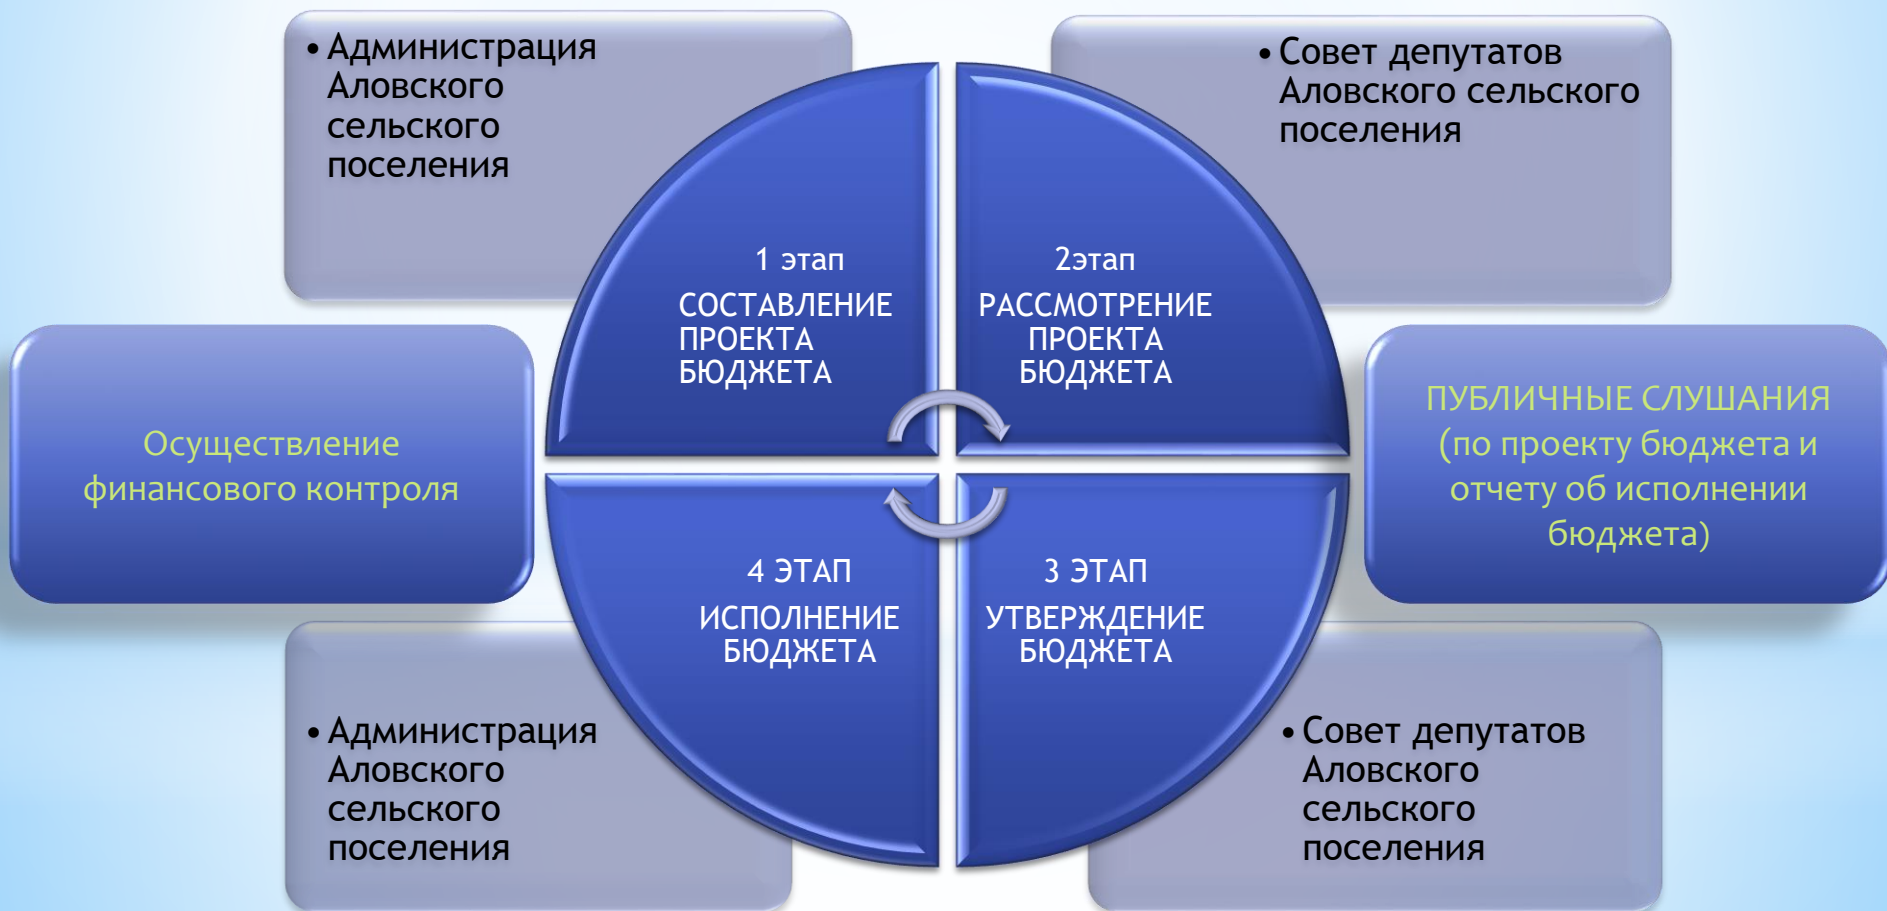 • Администрация
Аловского
сельского
поселения
• Совет депутатов
Аловского сельского
поселения
1 этап
СОСТАВЛЕНИЕ
ПРОЕКТА
БЮДЖЕТА
2этап
РАССМОТРЕНИЕ
ПРОЕКТА
БЮДЖЕТА
Осуществление
финансового контроля
ПУБЛИЧНЫЕ СЛУШАНИЯ
(по проекту бюджета и
отчету об исполнении
бюджета)
4 ЭТАП
ИСПОЛНЕНИЕ
БЮДЖЕТА
3 ЭТАП
УТВЕРЖДЕНИЕ
БЮДЖЕТА
• Администрация
Аловского
сельского
поселения
• Совет депутатов
Аловского
сельского
поселения